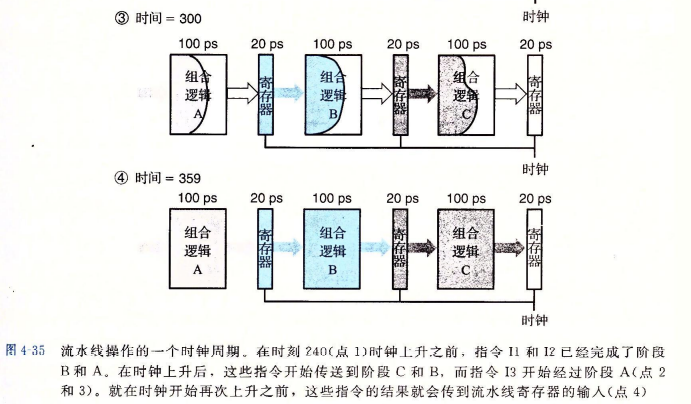 ③ 时间 = 300
时钟
100 ps 20 ps 100 ps 20 ps 100 ps 20 ps
组合逻辑A 寄存器 组合逻辑B 寄存器 组合逻辑C 寄存器
时钟
④ 时间 = 359
100 ps 20 ps 100 ps 20 ps 100 ps 20 ps
组合逻辑A 寄存器 组合逻辑B 寄存器 组合逻辑C 寄存器
时钟
图 4-35 流水线操作的一个时钟周期。在时刻 240(点 1)时钟上升之前，指令 I1 和 I2 已经完成了阶段
B 和 A。在时钟上升后，这些指令开始传送到阶段 C 和 B，而指令 I3 开始经过阶段 A(点 2
和 3)。就在时钟开始再次上升之前，这些指令的结果就会传到流水线寄存器的输入(点 4)